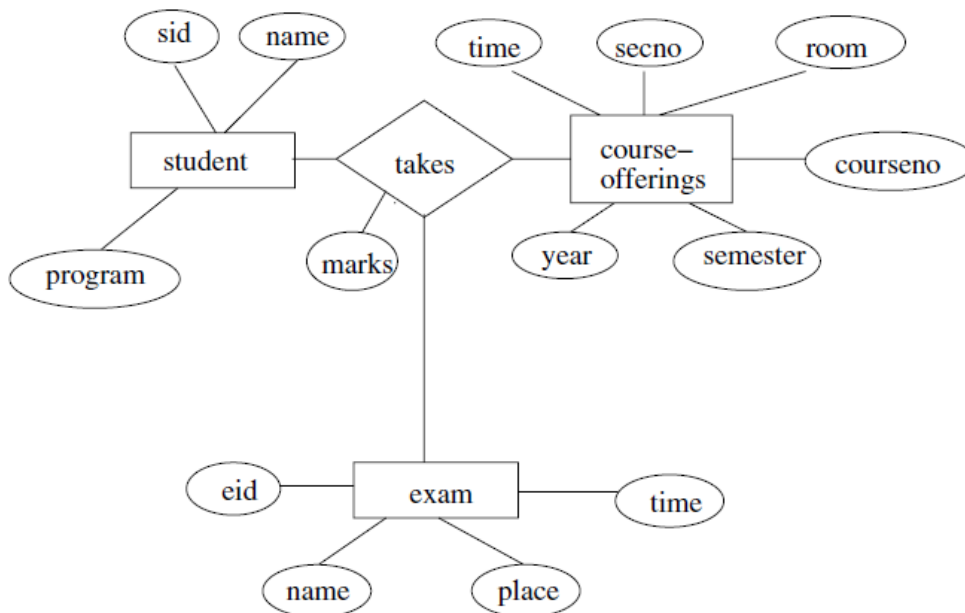 sid
name
time
secno
room
student
takes
course–
offerings
courseno
program
marks
year
semester
eid
exam
time
name
place